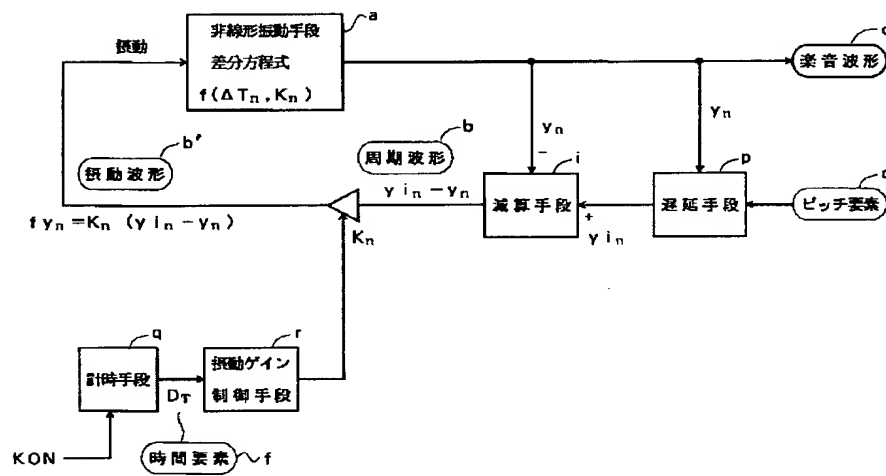 a
非線形振動手段
差分方程式
f(ΔTn, Kn)
摂動
楽音波形
b′
摂動波形
b
周期波形
yn
−
i
減算手段
yn
p
遅延手段
ピッチ要素
yin−yn
+
yin
fyn=Kn (yin−yn)
Kn
q
計時手段
r
摂動ゲイン
制御手段
DT
KON
時間要素
f